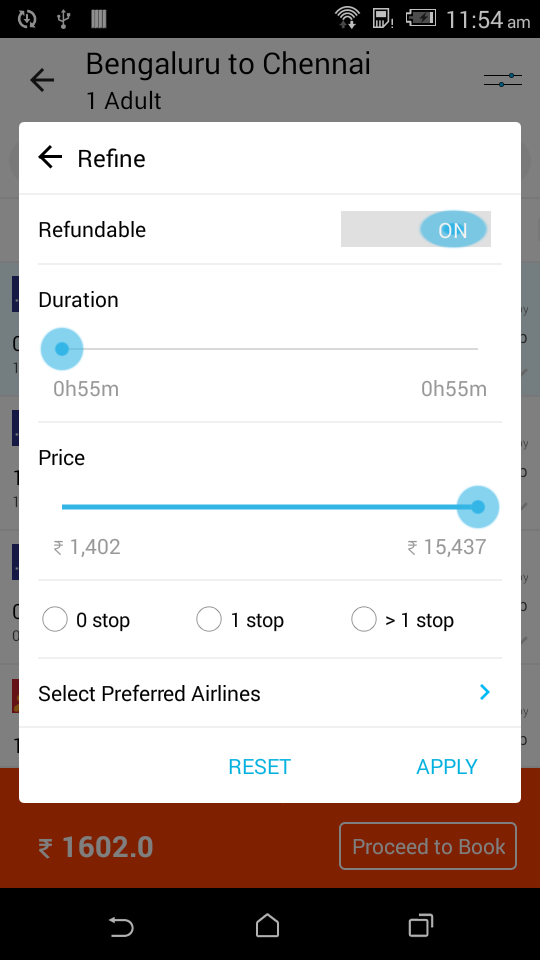 11:54 am
Bengaluru to Chennai
1 Adult
Refine
Refundable
ON
Duration
0h55m
0h55m
Price
₹ 1,402
₹ 15,437
0 stop
1 stop
> 1 stop
Select Preferred Airlines
RESET
APPLY
₹ 1602.0
Proceed to Book